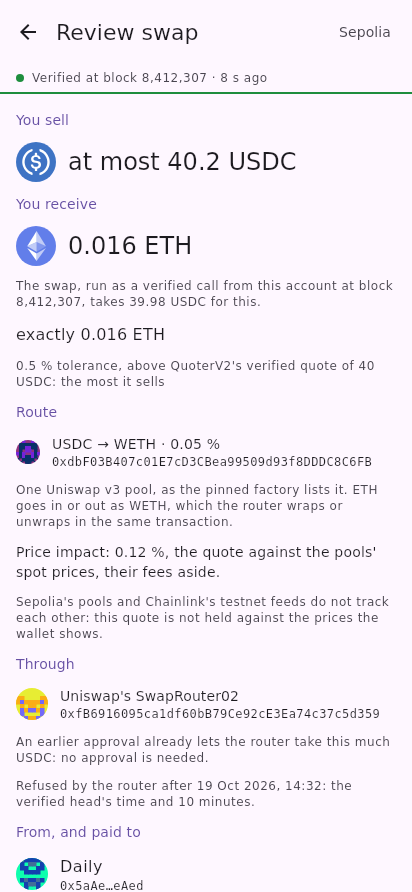 Review swap
Sepolia
Verified at block 8,412,307 · 8 s ago
You sell
at most 40.2 USDC
You receive
0.016 ETH
The swap, run as a verified call from this account at block
8,412,307, takes 39.98 USDC for this.
exactly 0.016 ETH
0.5 % tolerance, above QuoterV2's verified quote of 40
USDC: the most it sells
Route
USDC → WETH · 0.05 %
0xdbF03B407c01E7cD3CBea99509d93f8DDDC8C6FB
One Uniswap v3 pool, as the pinned factory lists it. ETH
goes in or out as WETH, which the router wraps or
unwraps in the same transaction.
Price impact: 0.12 %, the quote against the pools'
spot prices, their fees aside.
Sepolia's pools and Chainlink's testnet feeds do not track
each other: this quote is not held against the prices the
wallet shows.
Through
Uniswap's SwapRouter02
0xfB6916095ca1df60bB79Ce92cE3Ea74c37c5d359
An earlier approval already lets the router take this much
USDC: no approval is needed.
Refused by the router after 19 Oct 2026, 14:32: the
verified head's time and 10 minutes.
From, and paid to
Daily
0x5aAe…eAed